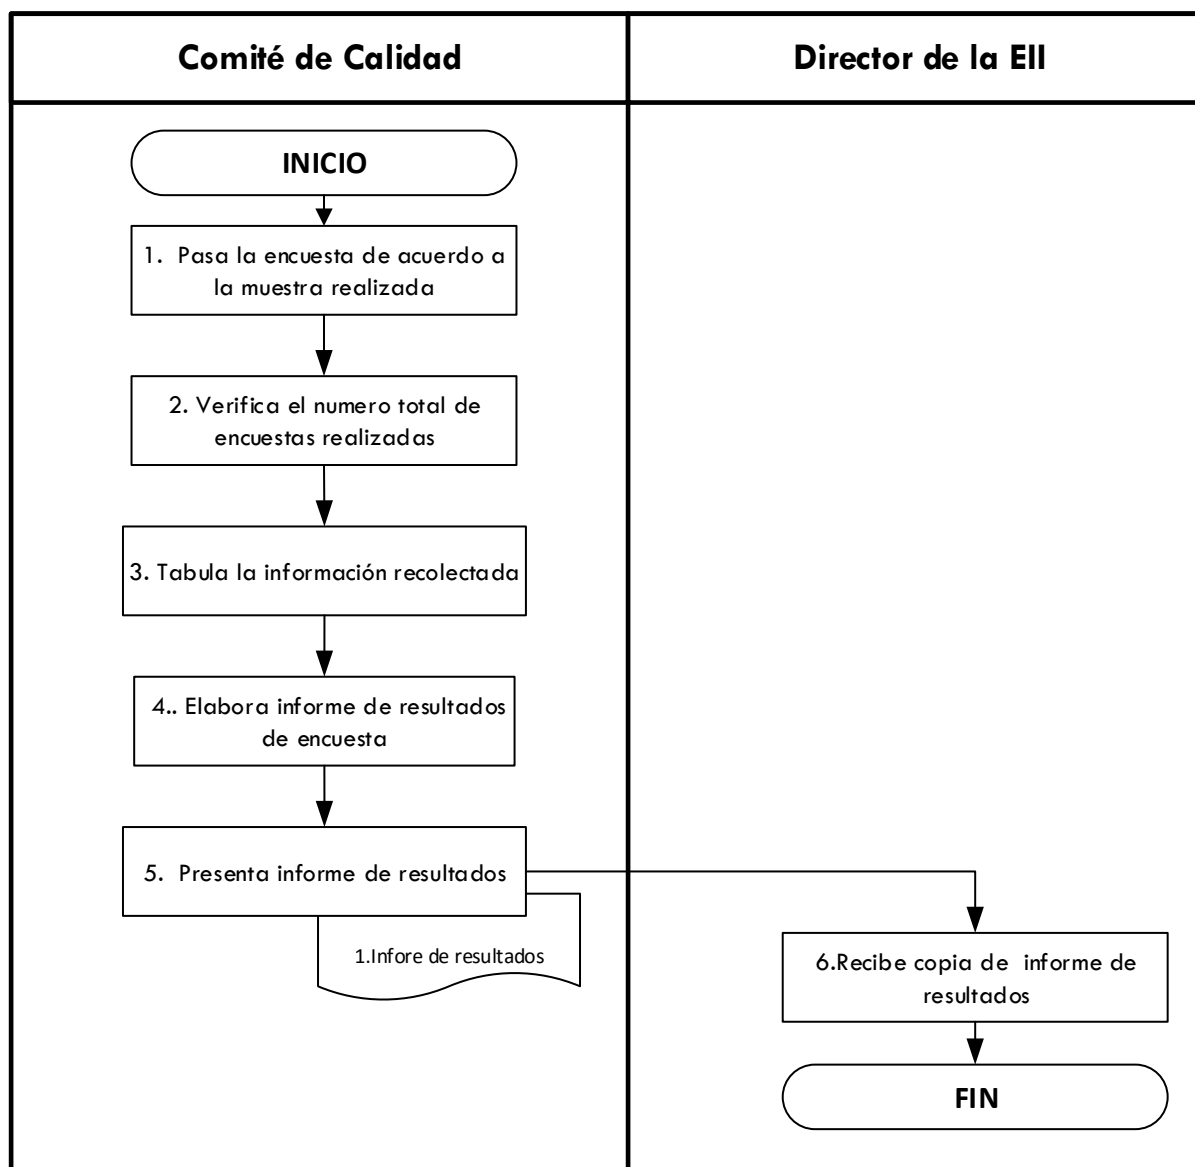 Comité de Calidad
Director de la EII
INICIO
1. Pasa la encuesta de acuerdo a
la muestra realizada
2. Verifica el numero total de
encuestas realizadas
3. Tabula la información recolectada
4.. Elabora informe de resultados
de encuesta
5. Presenta informe de resultados
1.Infore de resultados
6.Recibe copia de informe de
resultados
FIN